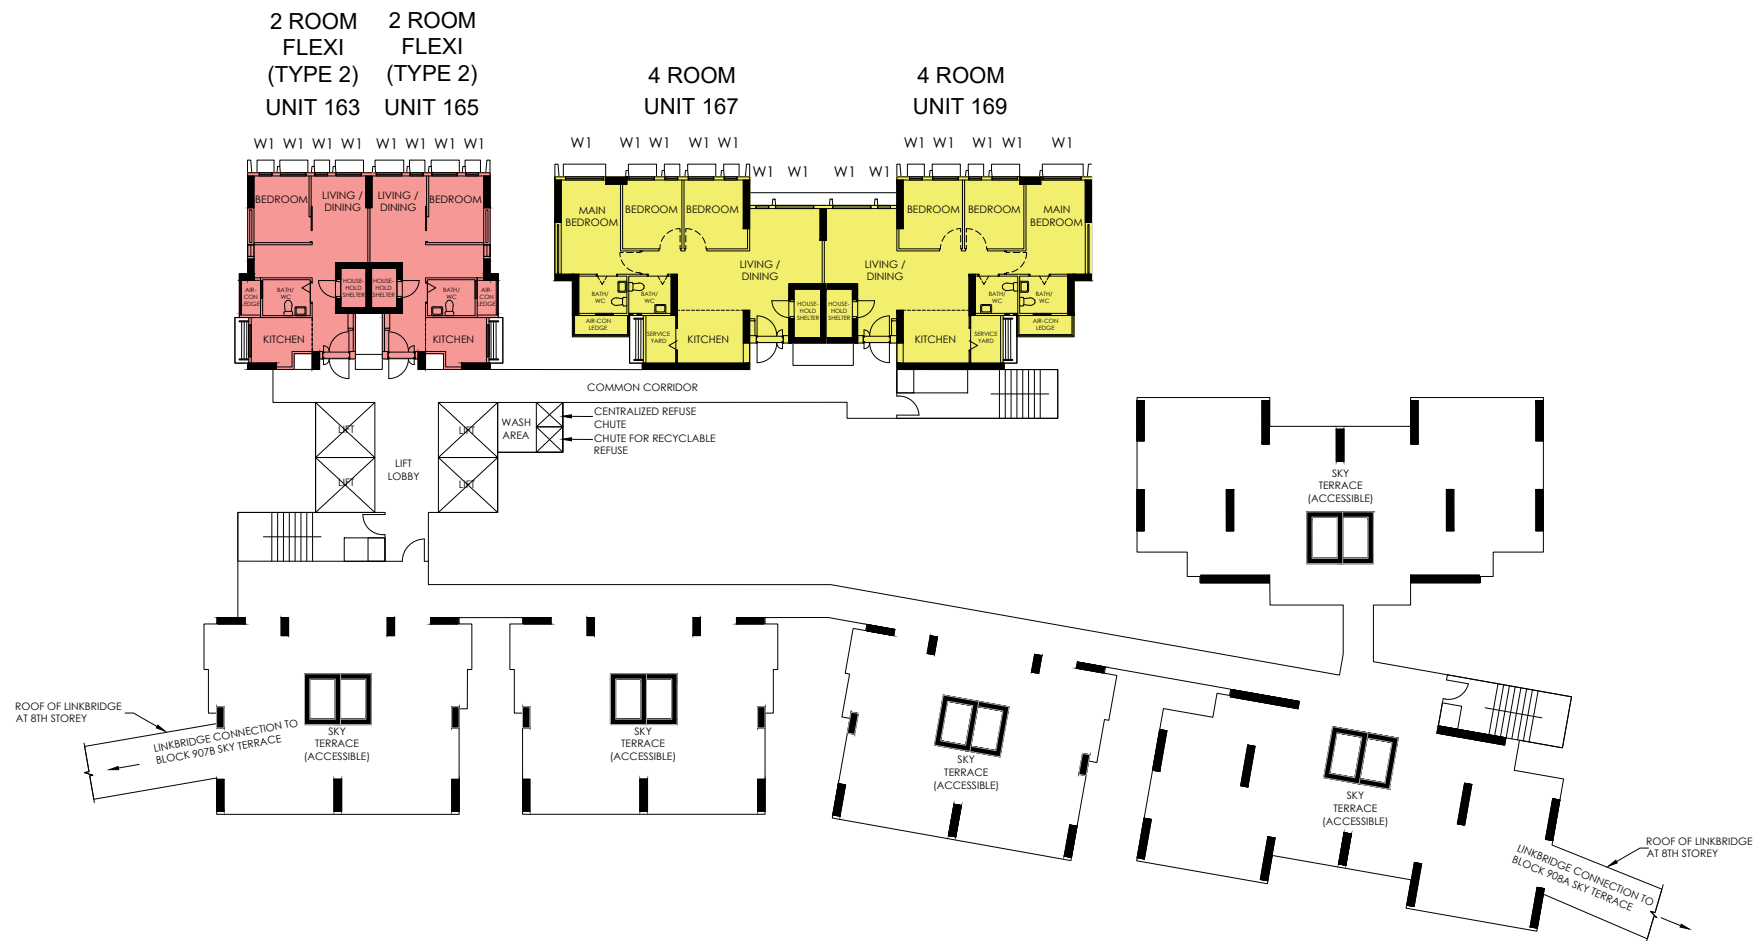 2 ROOM
FLEXI
(TYPE 2)
UNIT 163
2 ROOM
FLEXI
(TYPE 2)
UNIT 165
4 ROOM
UNIT 167
4 ROOM
UNIT 169
W1 W1 W1 W1 W1 W1 W1 W1
W1 W1 W1 W1 W1 W1 W1 W1 W1 W1 W1 W1 W1 W1
BEDROOM
LIVING /
DINING
LIVING /
DINING
BEDROOM
HOUSE-
HOLD
SHELTER
HOUSE-
HOLD
SHELTER
AIR-
CON
LEDGE
BATH/
WC
BATH/
WC
AIR-
CON
LEDGE
KITCHEN
KITCHEN
MAIN
BEDROOM
BEDROOM
BEDROOM
LIVING /
DINING
LIVING /
DINING
BEDROOM
BEDROOM
MAIN
BEDROOM
BATH/
WC
BATH/
WC
AIR-CON
LEDGE
SERVICE
YARD
KITCHEN
HOUSE-
HOLD
SHELTER
HOUSE-
HOLD
SHELTER
KITCHEN
SERVICE
YARD
BATH/
WC
BATH/
WC
AIR-CON
LEDGE
COMMON CORRIDOR
LIFT
LIFT
LIFT
LIFT
LIFT
LOBBY
WASH
AREA
CENTRALIZED REFUSE
CHUTE
CHUTE FOR RECYCLABLE
REFUSE
SKY
TERRACE
(ACCESSIBLE)
SKY
TERRACE
(ACCESSIBLE)
SKY
TERRACE
(ACCESSIBLE)
SKY
TERRACE
(ACCESSIBLE)
SKY
TERRACE
(ACCESSIBLE)
ROOF OF LINKBRIDGE
AT 8TH STOREY
LINKBRIDGE CONNECTION TO
BLOCK 907B SKY TERRACE
ROOF OF LINKBRIDGE
AT 8TH STOREY
LINKBRIDGE CONNECTION TO
BLOCK 908A SKY TERRACE